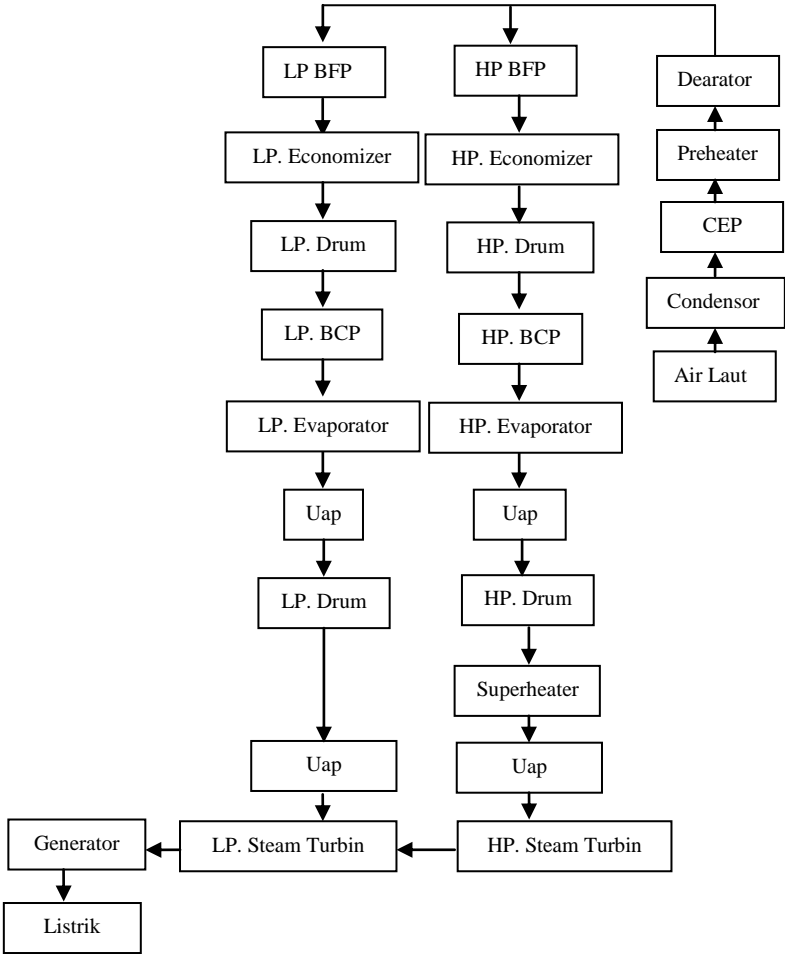 LP BFP
HP BFP
Dearator
LP. Economizer
HP. Economizer
Preheater
LP. Drum
HP. Drum
CEP
LP. BCP
HP. BCP
Condensor
Air Laut
LP. Evaporator
HP. Evaporator
Uap
Uap
LP. Drum
HP. Drum
Superheater
Uap
Uap
Generator
LP. Steam Turbin
HP. Steam Turbin
Listrik